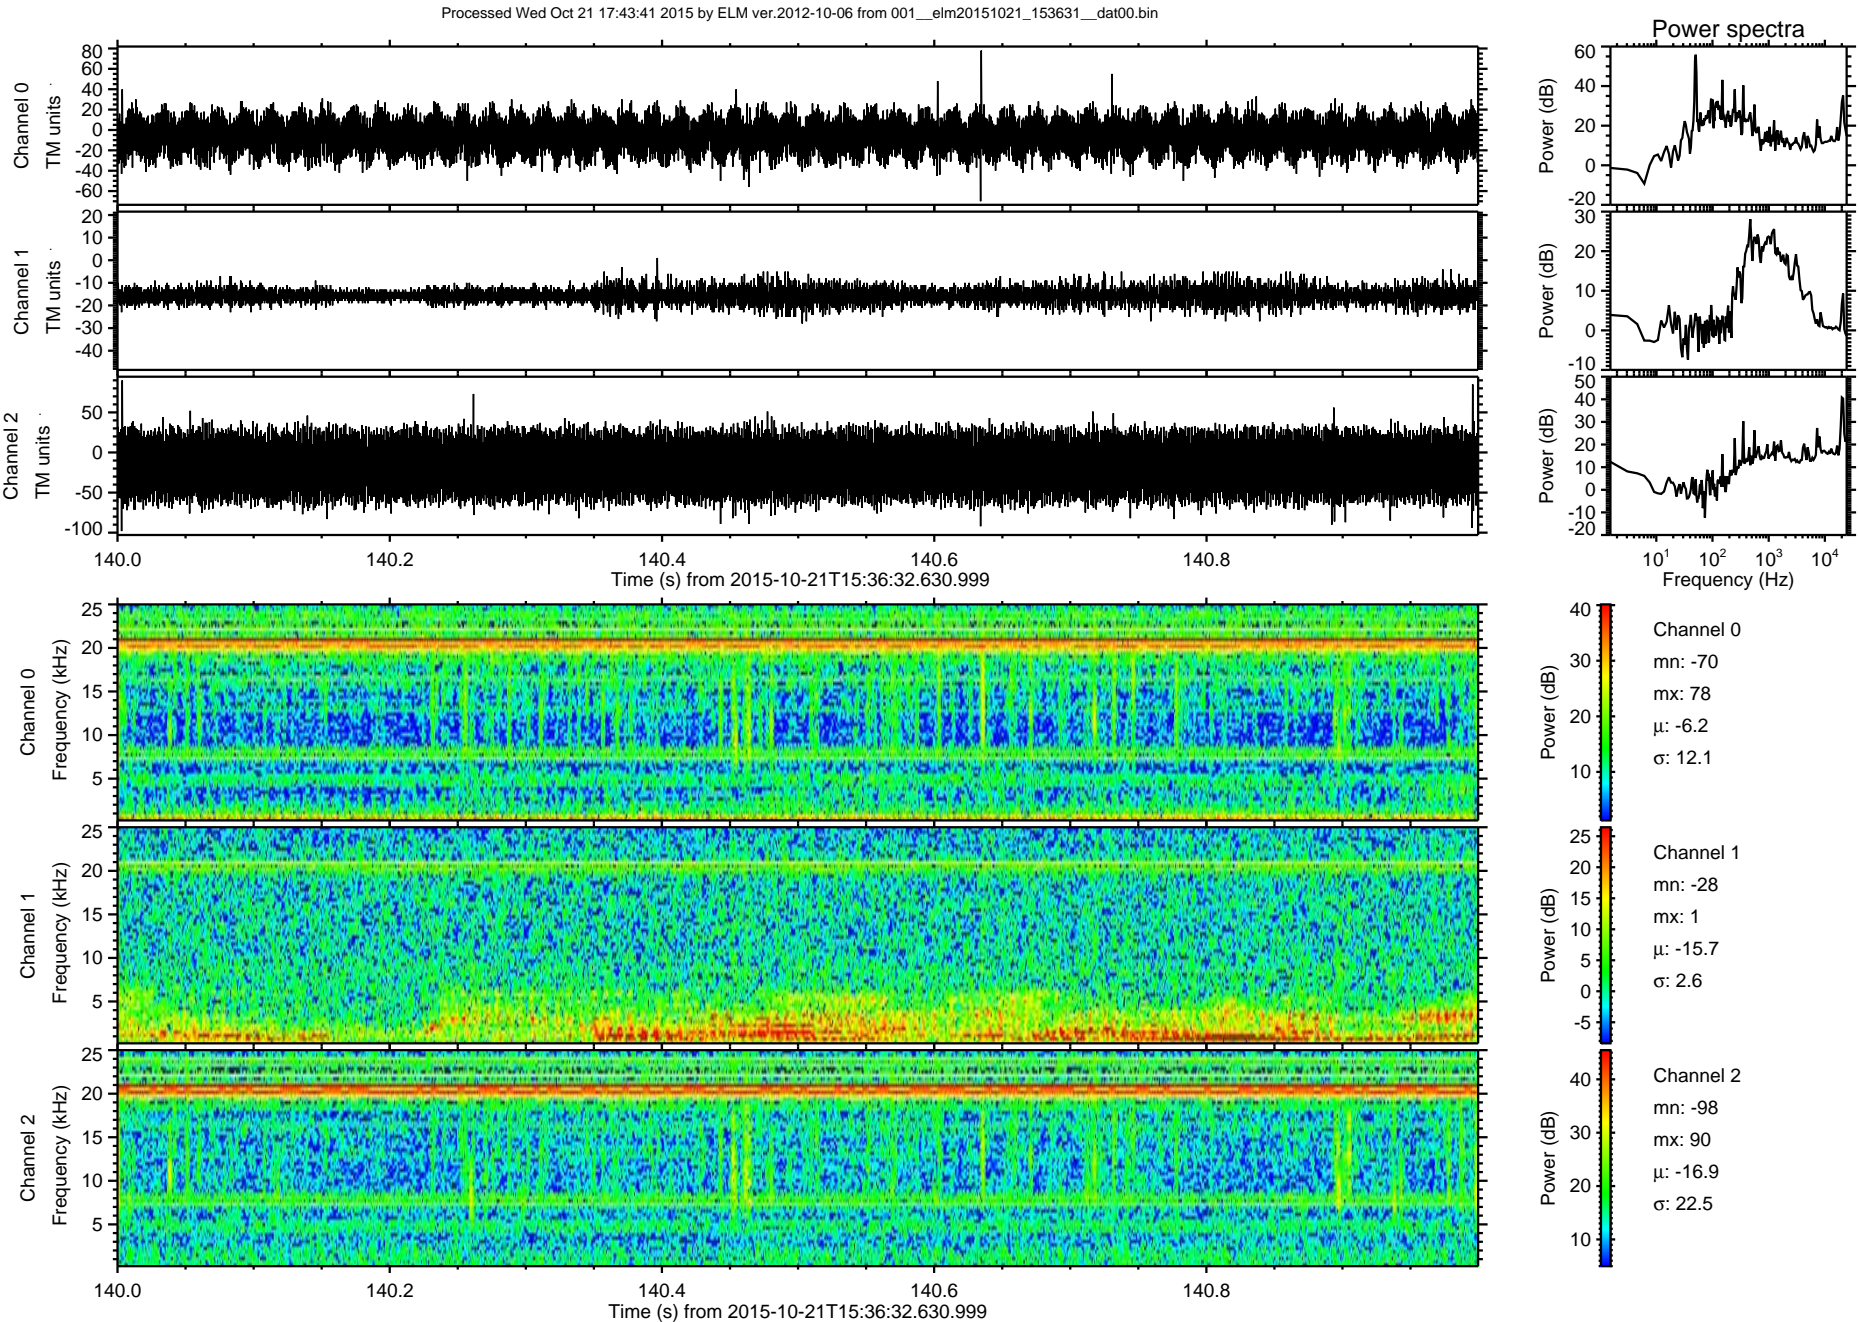 Processed Wed Oct 21 17:43:41 2015 by ELM ver.2012-10-06 from 001__elm20151021_153631__dat00.bin
Power spectra
Channel 0
TM units
80
60
40
20
0
-20
-40
-60
Power (dB)
60
40
20
0
-20
Channel 1
TM units
20
10
0
-10
-20
-30
-40
Power (dB)
30
20
10
0
-10
Channel 2
TM units
50
0
-50
-100
Power (dB)
50
40
30
20
10
0
-10
-20
140.0 140.2 140.4 140.6 140.8
Time (s) from 2015-10-21T15:36:32.630.999
10¹ 10² 10³ 10⁴
Frequency (Hz)
Channel 0
Frequency (kHz)
25
20
15
10
5
Power (dB)
40
30
20
10
Channel 0
mn: -70
mx: 78
μ: -6.2
σ: 12.1
Channel 1
Frequency (kHz)
25
20
15
10
5
Power (dB)
25
20
15
10
5
0
-5
Channel 1
mn: -28
mx: 1
μ: -15.7
σ: 2.6
Channel 2
Frequency (kHz)
25
20
15
10
5
Power (dB)
40
30
20
10
Channel 2
mn: -98
mx: 90
μ: -16.9
σ: 22.5
140.0 140.2 140.4 140.6 140.8
Time (s) from 2015-10-21T15:36:32.630.999